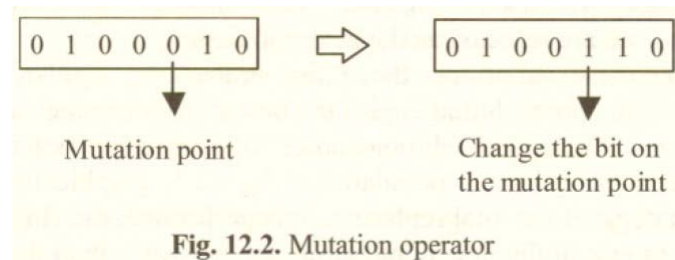 0 1 0 0 0 1 0
0 1 0 0 1 1 0
Mutation point
Change the bit on
the mutation point
Fig. 12.2. Mutation operator